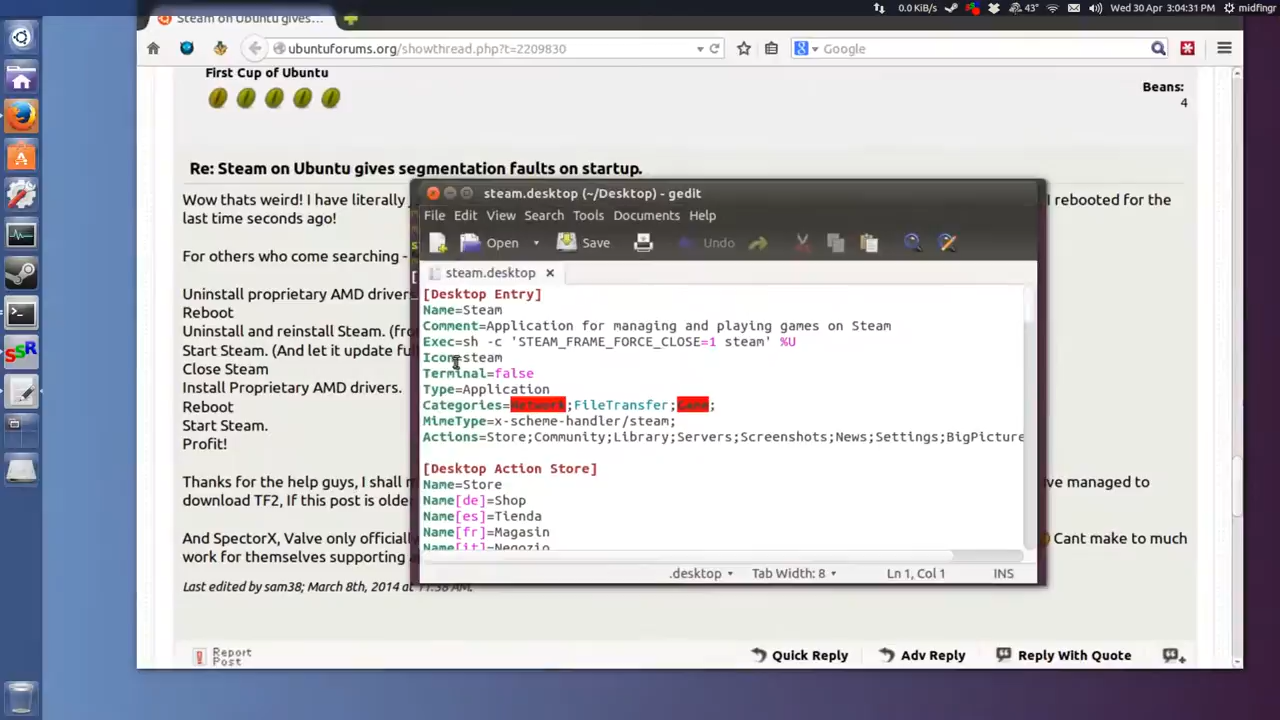 0.0 KiB/s
43°
Wed 30 Apr 3:04:31 PM
midfingr
Steam on Ubuntu gives...
ubuntuforums.org/showthread.php?t=2209830
Google
First Cup of Ubuntu
Beans:
4
Re: Steam on Ubuntu gives segmentation faults on startup.
Wow thats weird! I have literally
I rebooted for the
last time seconds ago!
For others who come searching -
Uninstall proprietary AMD drivers
Reboot
Uninstall and reinstall Steam.
Start Steam. (And let it update
Close Steam
Install Proprietary AMD drivers.
Reboot
Start Steam.
Profit!
Thanks for the help guys, I shall
managed to
download TF2, If this post is
And SpectorX, Valve only
Cant make to much
work for themselves supporting
Last edited by sam38; March 8th, 2014 at
Report
Post
Quick Reply
Adv Reply
Reply With Quote
steam.desktop (~/Desktop) - gedit
File Edit View Search Tools Documents Help
Open Save Undo
steam.desktop
[Desktop Entry]
Name=Steam
Comment=Application for managing and playing games on Steam
Exec=sh -c 'STEAM_FRAME_FORCE_CLOSE=1 steam' %U
Icon=steam
Terminal=false
Type=Application
Categories=Network;FileTransfer;Game;
MimeType=x-scheme-handler/steam;
Actions=Store;Community;Library;Servers;Screenshots;News;Settings;BigPicture
[Desktop Action Store]
Name=Store
Name[de]=Shop
Name[es]=Tienda
Name[fr]=Magasin
Name[it]=Negozio
.desktop Tab Width: 8 Ln 1, Col 1 INS